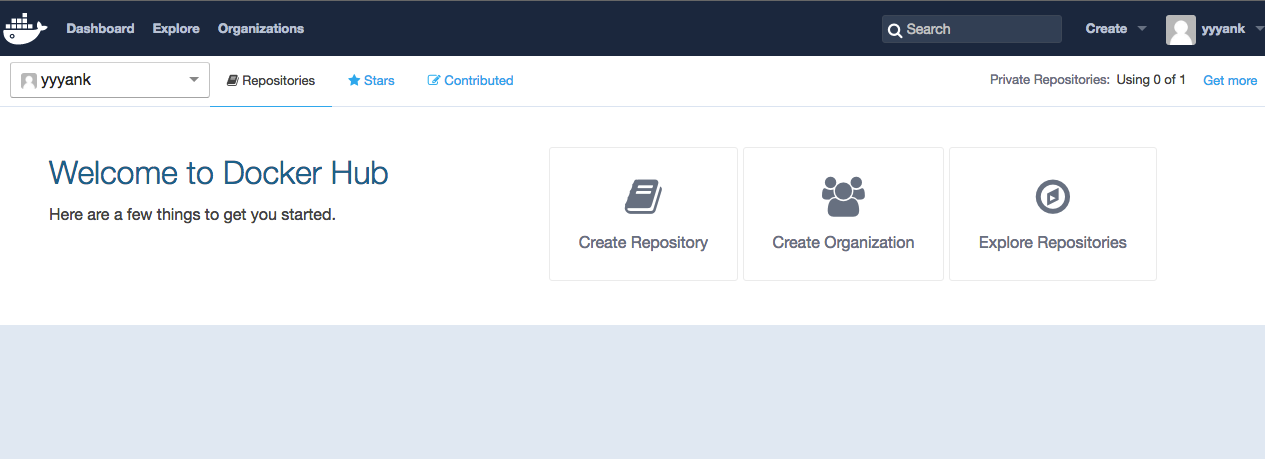 Dashboard Explore Organizations Search Create yyyank
yyyank Repositories Stars Contributed Private Repositories: Using 0 of 1 Get more
Welcome to Docker Hub
Here are a few things to get you started.
Create Repository Create Organization Explore Repositories